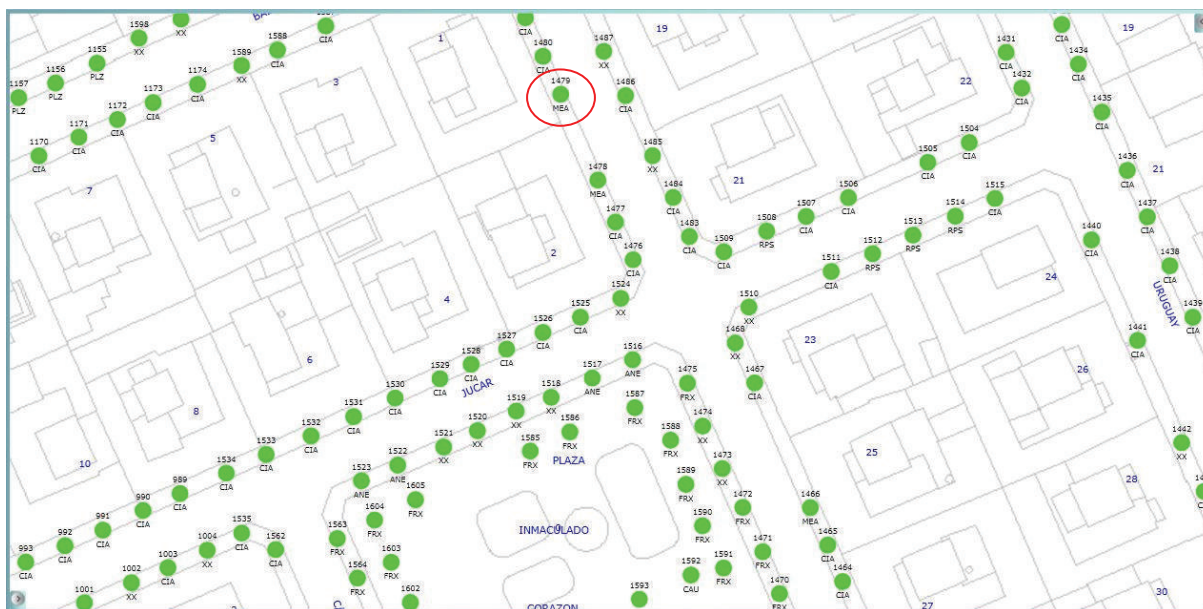 BA
1598
XX
XX
CIA
1155
PLZ
1156
PLZ
1157
PLZ
1588
CIA
1589
XX
1174
CIA
1173
CIA
1172
CIA
1171
CIA
1170
CIA
1
3
5
7
CIA
1480
CIA
1479
MEA
1487
XX
1486
CIA
19
1485
XX
1484
CIA
1483
CIA
1478
MEA
1477
CIA
1476
CIA
1509
CIA
1508
RPS
1507
CIA
1506
CIA
1505
CIA
1504
CIA
1431
CIA
1432
CIA
22
21
CIA
1434
CIA
1435
CIA
1436
CIA
1437
CIA
1438
CIA
1439
CIA
19
21
URUGUAY
1515
CIA
1514
RPS
1513
RPS
1512
RPS
1511
CIA
1510
XX
1468
XX
1467
CIA
1440
CIA
1441
CIA
1442
XX
24
23
26
25
28
2
4
6
8
10
1524
XX
1525
CIA
1526
CIA
1527
CIA
1528
CIA
1529
CIA
JUCAR
1530
CIA
1531
CIA
1532
CIA
1533
CIA
1534
CIA
989
CIA
990
CIA
991
CIA
992
CIA
993
CIA
1516
ANE
1517
ANE
1518
XX
1519
XX
1520
XX
1521
XX
1522
ANE
1523
ANE
1475
FRX
1474
XX
1473
XX
1472
FRX
1471
FRX
1470
FRX
1587
FRX
1586
FRX
1585
FRX
1588
FRX
1589
FRX
1590
FRX
1591
FRX
1592
CAU
1593
PLAZA
INMACULADO
9
CORAZON
1605
FRX
1604
FRX
1603
FRX
1602
1563
FRX
1564
FRX
1535
CIA
1562
CIA
1004
XX
1003
CIA
1002
XX
1001
1466
MEA
1465
CIA
1464
CIA
27
30